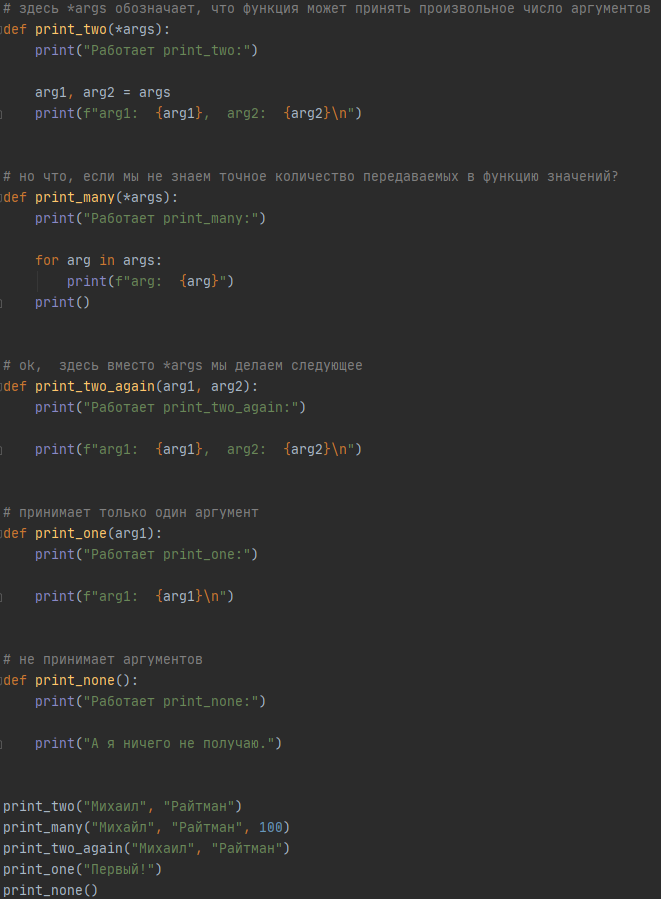 # здесь *args обозначает, что функция может принять произвольное число аргументов
def print_two(*args):
    print("Работает print_two:")

    arg1, arg2 = args
    print(f"arg1:  {arg1},  arg2:  {arg2}\n")


# но что, если мы не знаем точное количество передаваемых в функцию значений?
def print_many(*args):
    print("Работает print_many:")

    for arg in args:
        print(f"arg:  {arg}")
    print()


# ok,  здесь вместо *args мы делаем следующее
def print_two_again(arg1, arg2):
    print("Работает print_two_again:")

    print(f"arg1:  {arg1},  arg2:  {arg2}\n")


# принимает только один аргумент
def print_one(arg1):
    print("Работает print_one:")

    print(f"arg1:  {arg1}\n")


# не принимает аргументов
def print_none():
    print("Работает print_none:")

    print("А я ничего не получаю.")


print_two("Михаил", "Райтман")
print_many("Михайл", "Райтман", 100)
print_two_again("Михаил", "Райтман")
print_one("Первый!")
print_none()